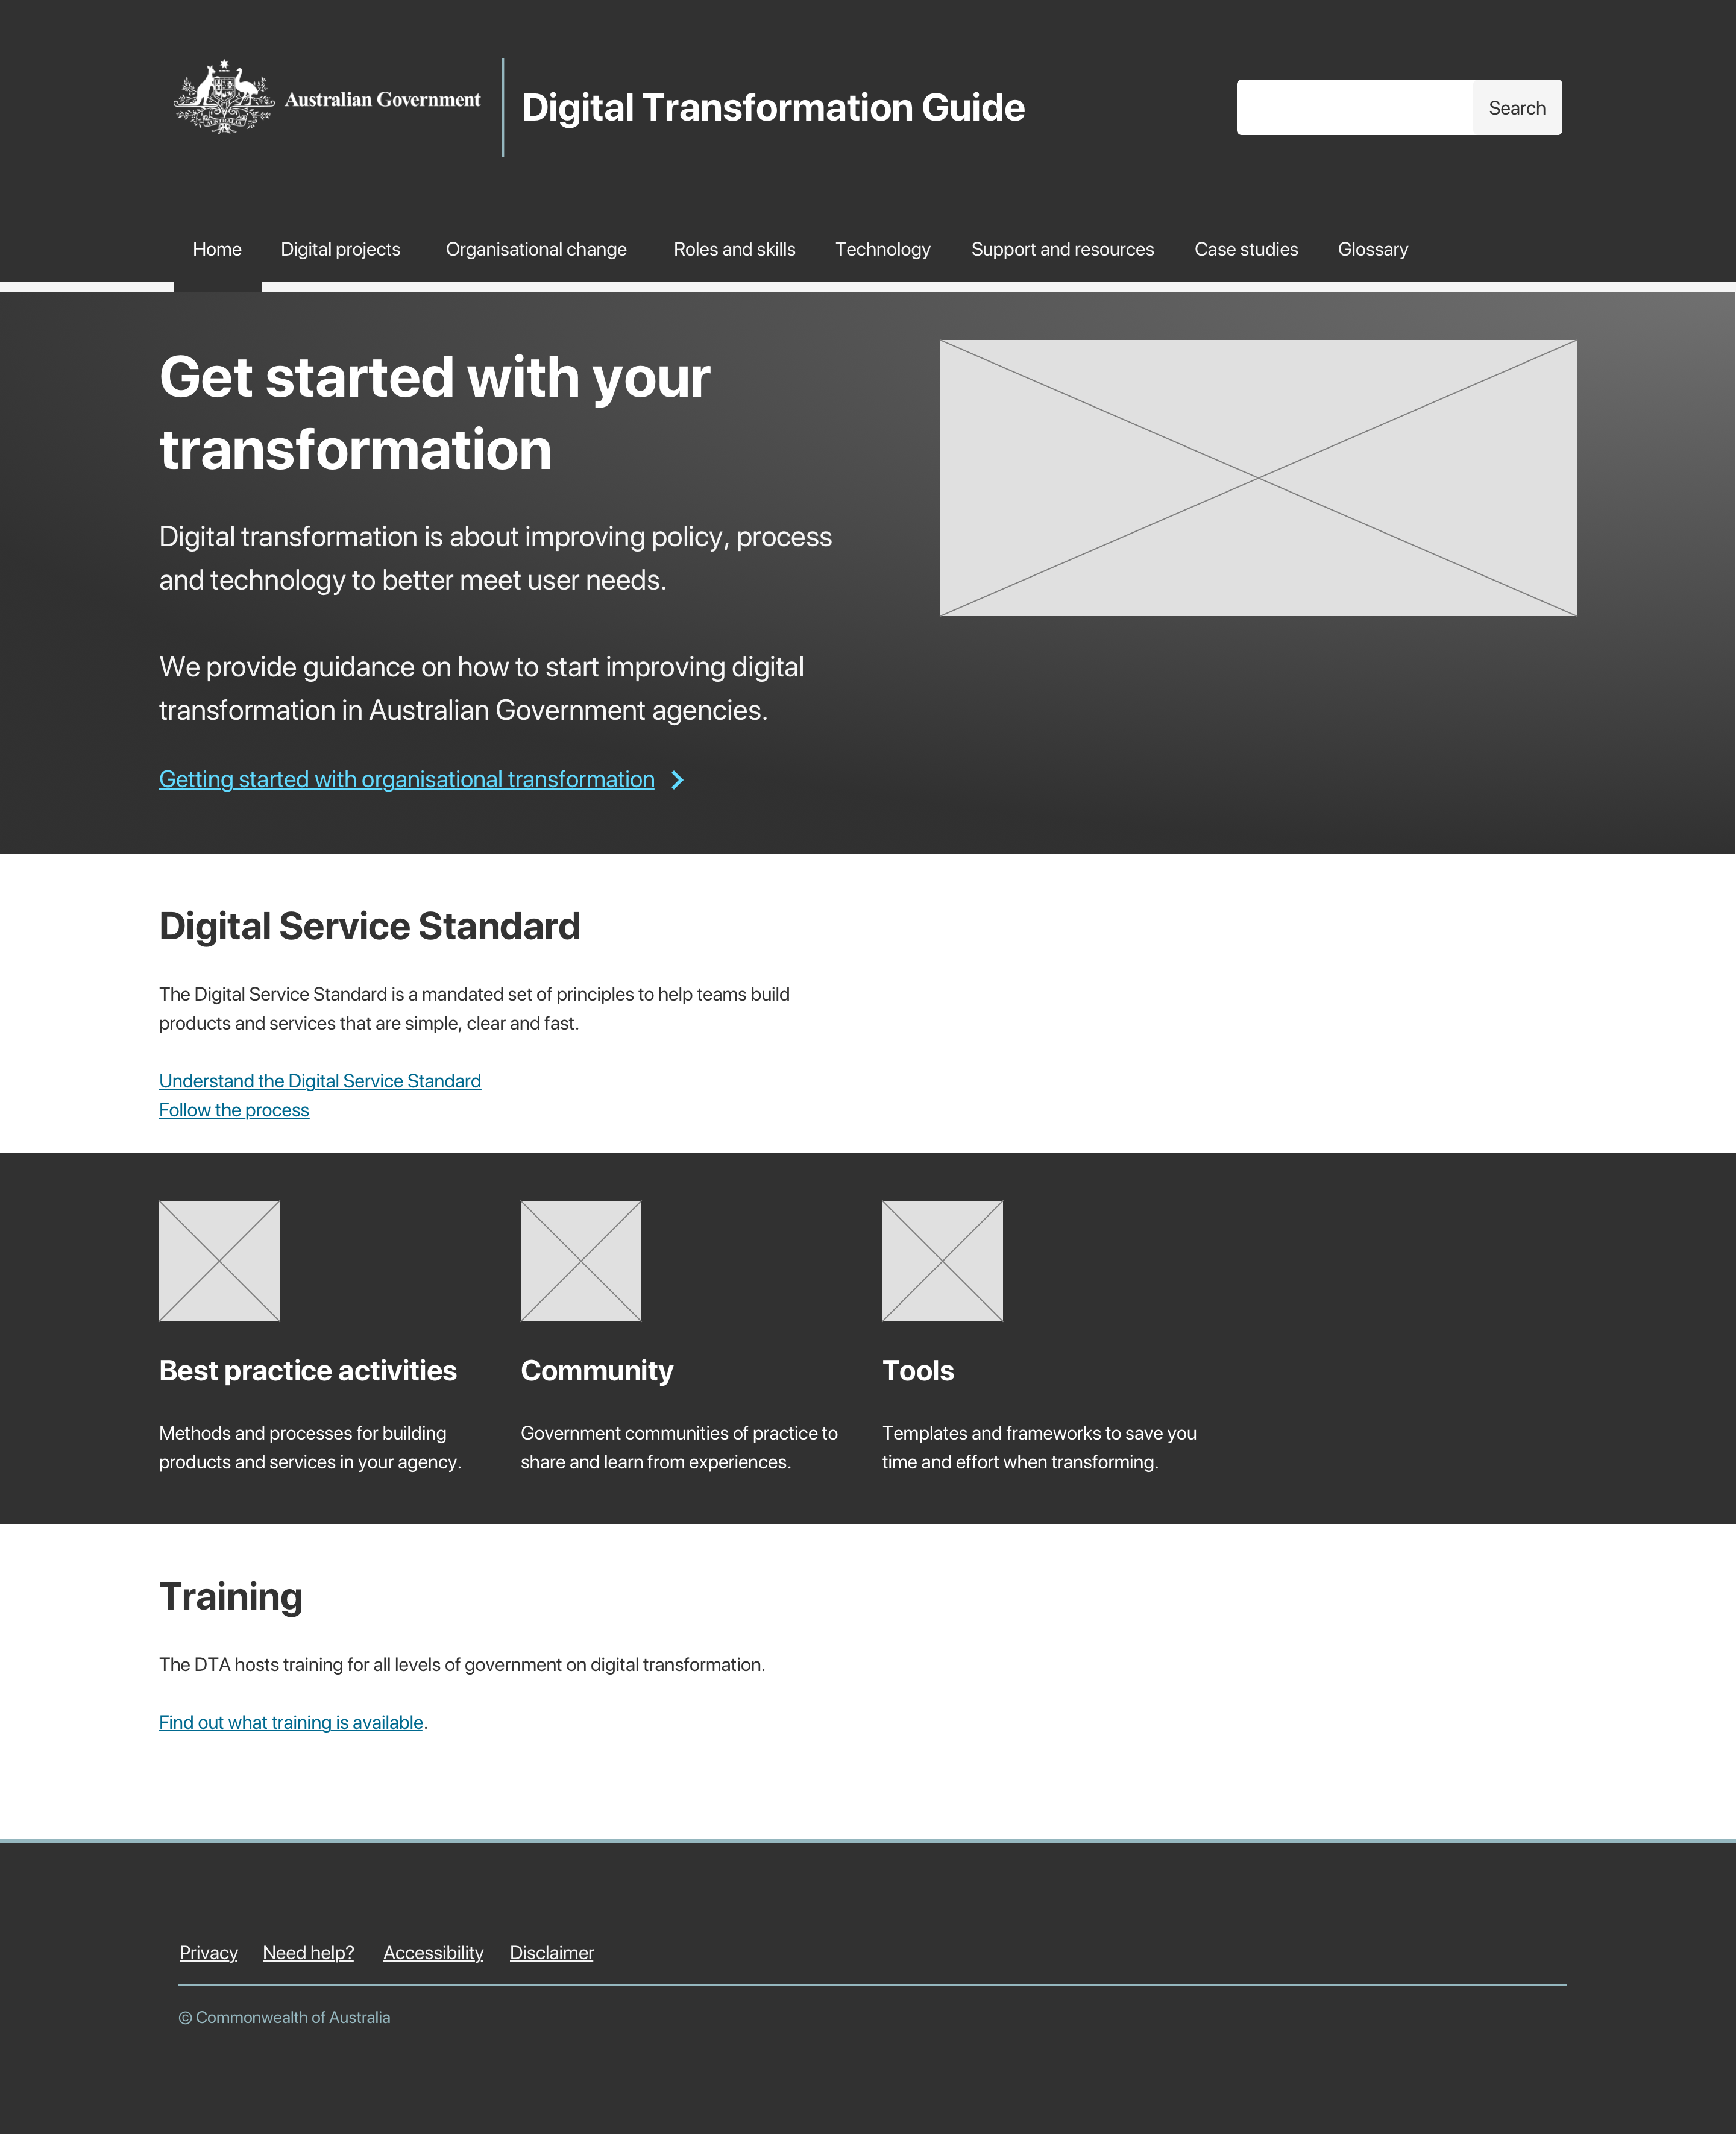 Australian Government
Digital Transformation Guide
Search
Home Digital projects Organisational change Roles and skills Technology Support and resources Case studies Glossary
Get started with your
transformation
Digital transformation is about improving policy, process
and technology to better meet user needs.
We provide guidance on how to start improving digital
transformation in Australian Government agencies.
Getting started with organisational transformation
Digital Service Standard
The Digital Service Standard is a mandated set of principles to help teams build
products and services that are simple, clear and fast.
Understand the Digital Service Standard
Follow the process
Best practice activities
Methods and processes for building
products and services in your agency.
Community
Government communities of practice to
share and learn from experiences.
Tools
Templates and frameworks to save you
time and effort when transforming.
Training
The DTA hosts training for all levels of government on digital transformation.
Find out what training is available.
Privacy Need help? Accessibility Disclaimer
© Commonwealth of Australia